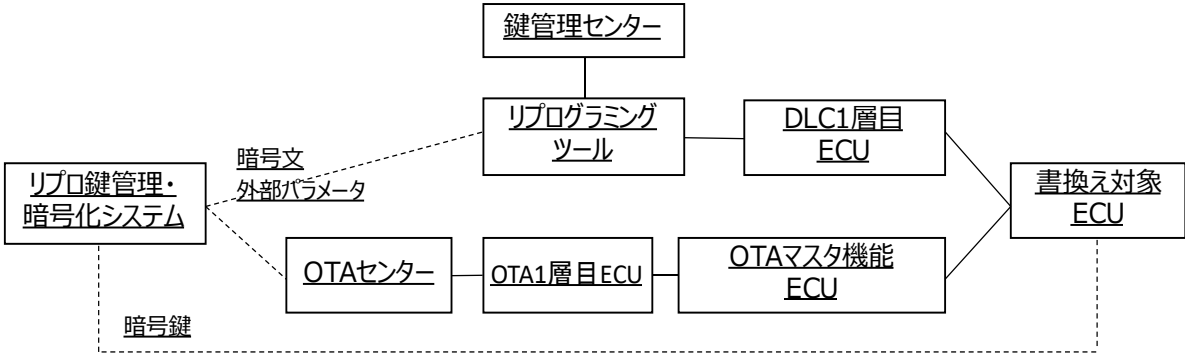 鍵管理センター
リプログラミング
ツール
DLC1層目
ECU
暗号文
外部パラメータ
リプロ鍵管理・
暗号化システム
書換え対象
ECU
OTAセンター
OTA1層目ECU
OTAマスタ機能
ECU
暗号鍵